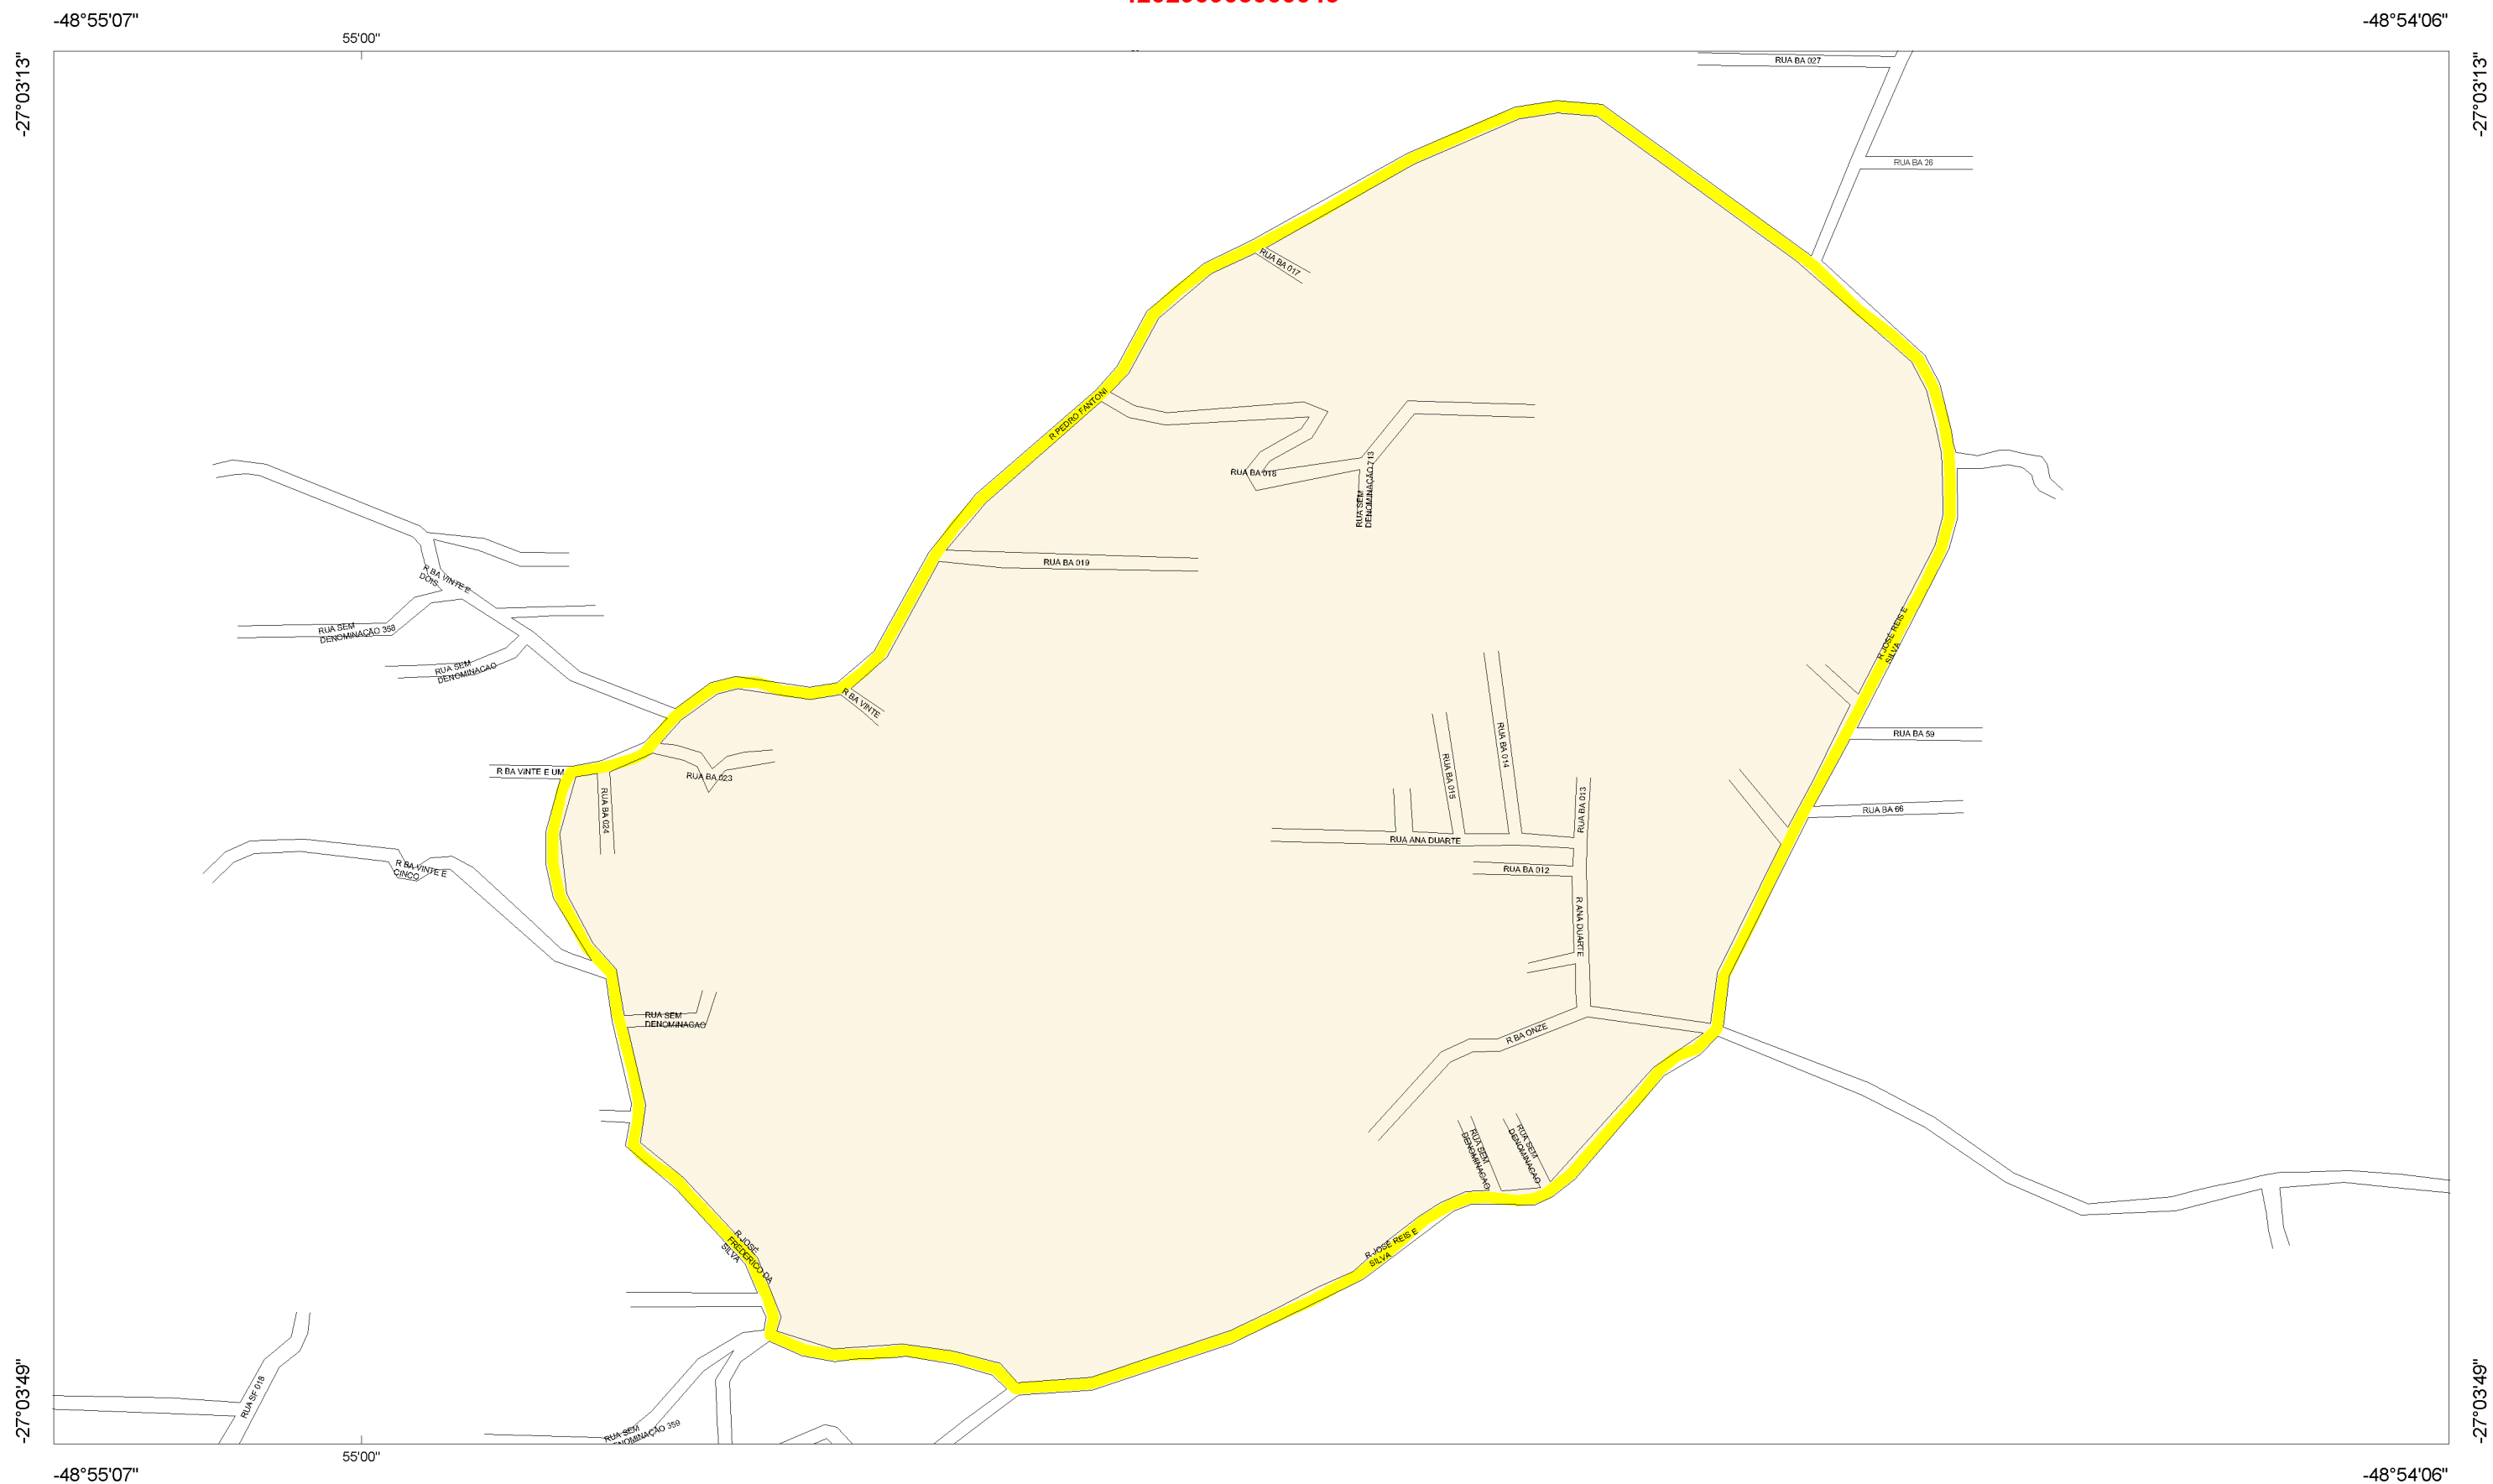 -48°55'07"
-48°54'06"
55'00"
-27°03'13"
-27°03'13"
RUA BA 027
RUA BA 26
RUA BA 017
R PEDRO FANTONI
RUA BA 018
RUA SEM
DENOMINAÇÃO 713
RUA BA 019
R BA VINTE E
DOIS
RUA SEM
DENOMINAÇÃO 358
RUA SEM
DENOMINACAO
R JOSÉ REIS E
SILVA
R BA VINTE
RUA BA 59
RUA BA 014
RUA BA 015
R BA VINTE E UM
RUA BA 023
RUA BA 024
RUA BA 013
RUA BA 66
RUA ANA DUARTE
R BA VINTE E
CINCO
RUA BA 012
R ANA DUARTE
RUA SEM
DENOMINACAO
R BA ONZE
RUA SEM
DENOMINACAO
RUA SEM
DENOMINACAO
R JOSÉ
FREDERICO DA
SILVA
R JOSÉ REIS E
SILVA
RUA SF 018
RUA SEM
DENOMINAÇÃO 359
-27°03'49"
-27°03'49"
55'00"
-48°55'07"
-48°54'06"